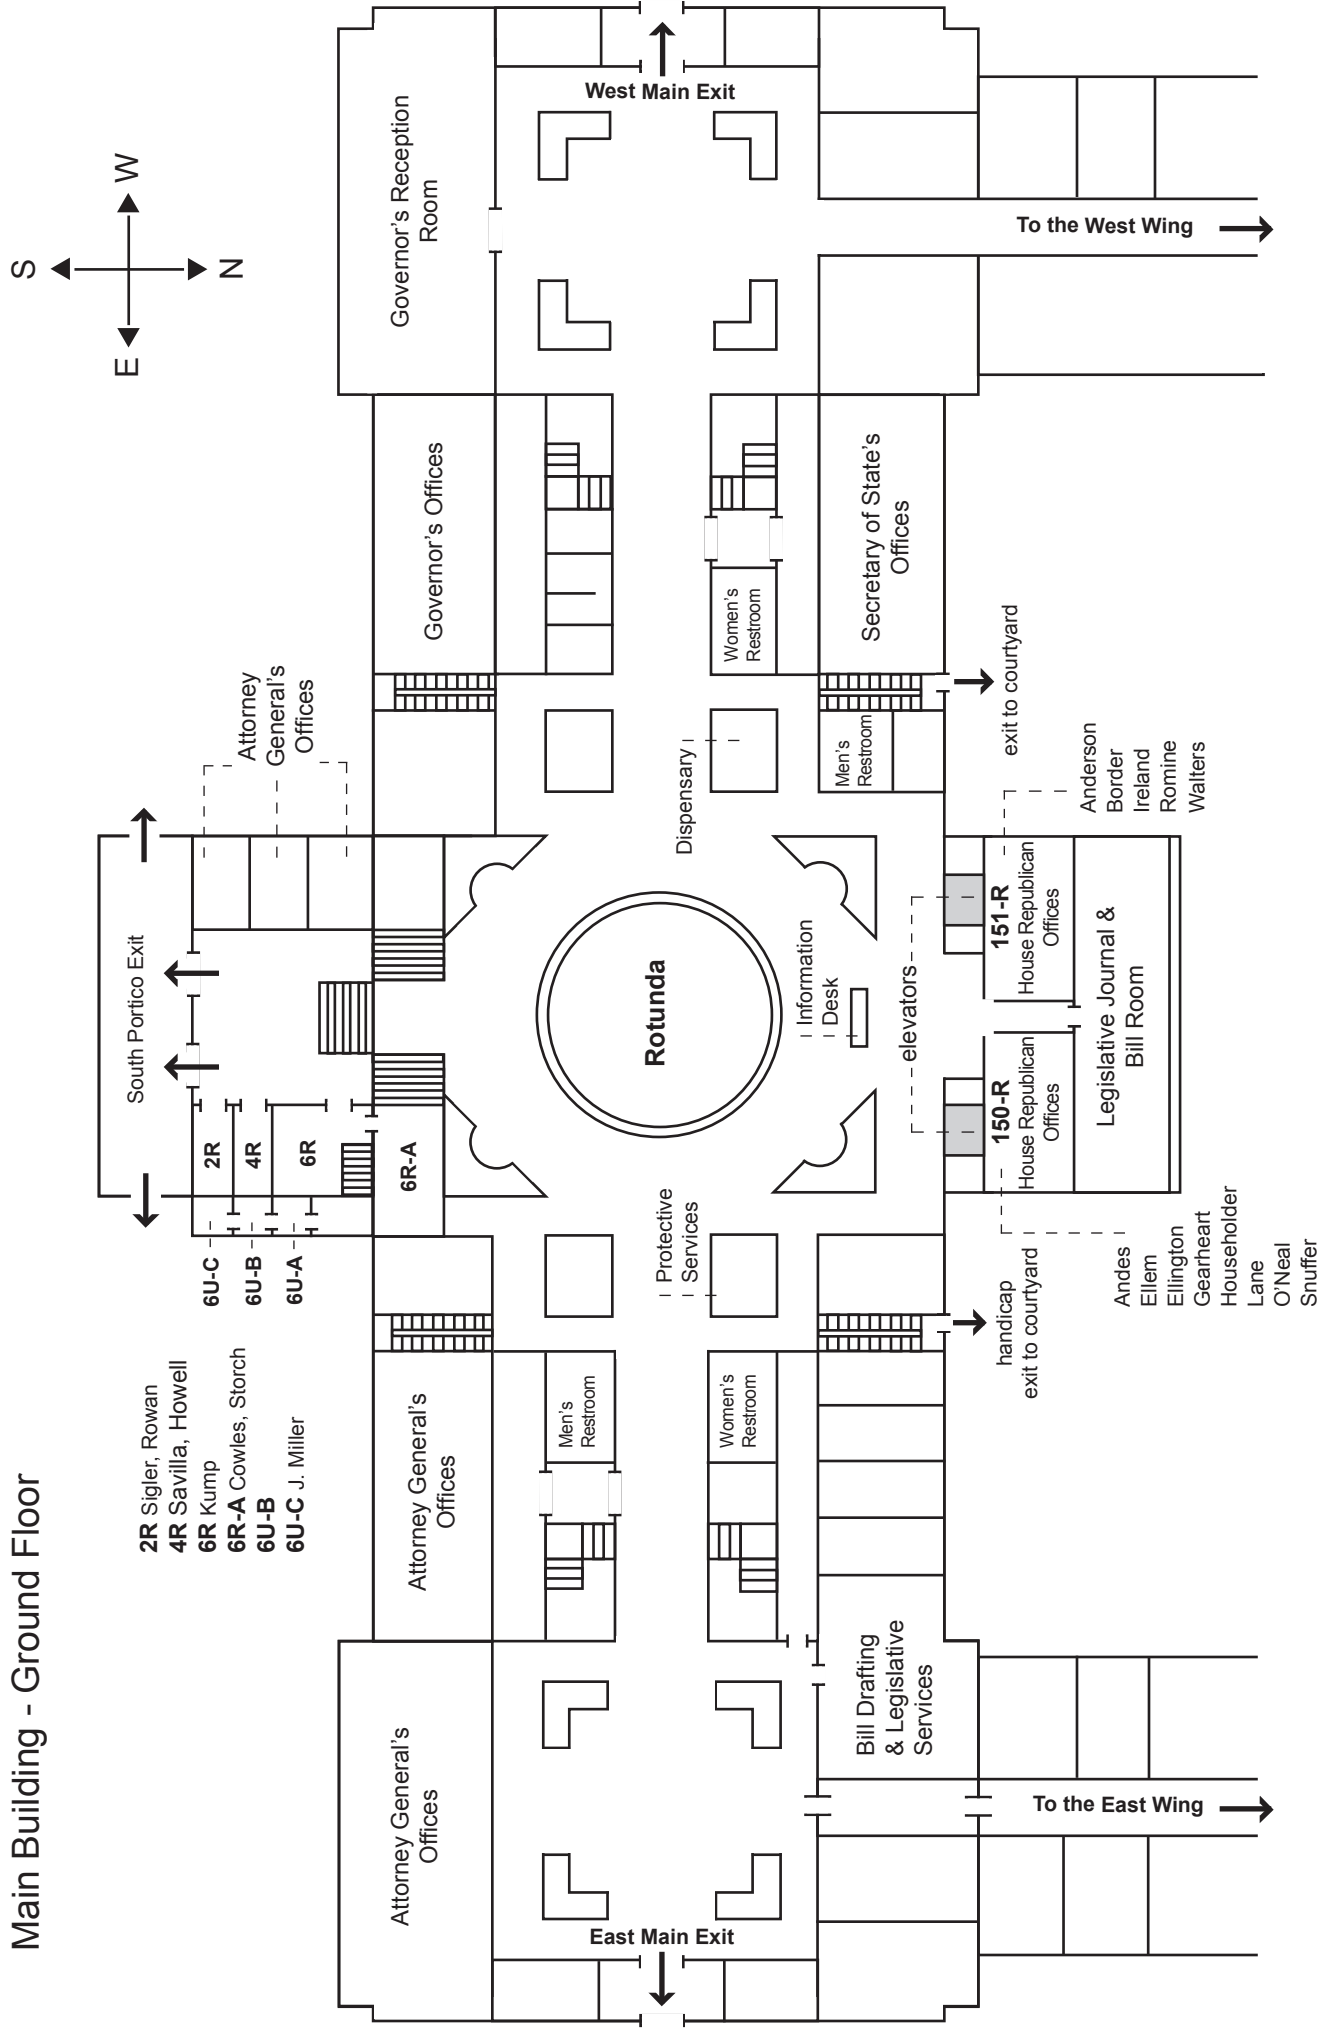 Main Building - Ground Floor
S
E
W
N
2R Sigler, Rowan
4R Savilla, Howell
6R Kump
6R-A Cowles, Storch
6U-B
6U-C J. Miller
South Portico Exit
Attorney
General's
Offices
2R
4R
6R
6R-A
6U-C
6U-B
6U-A
Attorney General's
Offices
Attorney General's
Offices
Governor's Offices
Governor's Reception
Room
East Main Exit
Men's
Restroom
Women's
Restroom
Protective
Services
Rotunda
Information
Desk
Dispensary
Women's
Restroom
West Main Exit
Bill Drafting
& Legislative
Services
Men's
Restroom
Secretary of State's
Offices
elevators
150-R
House Republican
Offices
151-R
House Republican
Offices
Legislative Journal &
Bill Room
handicap
exit to courtyard
exit to courtyard
Andes
Ellem
Ellington
Gearheart
Householder
Lane
O'Neal
Snuffer
Anderson
Border
Ireland
Romine
Walters
To the East Wing
To the West Wing